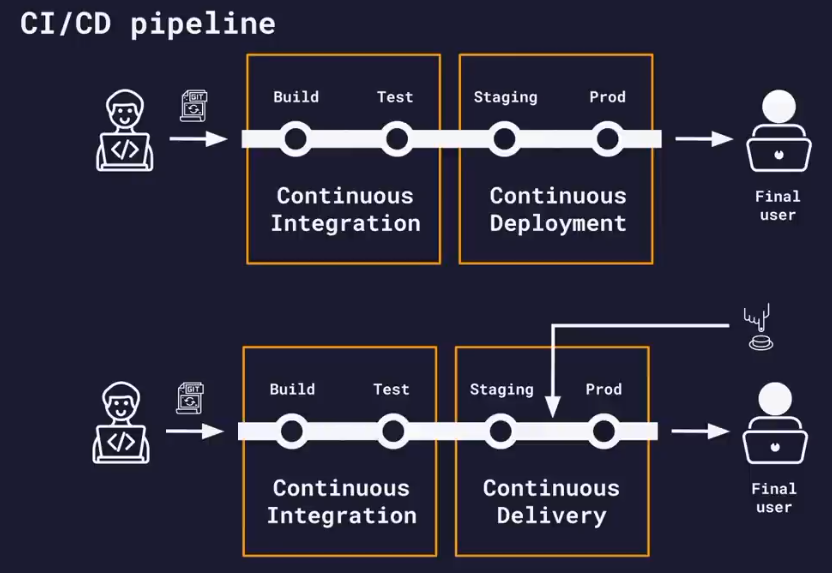 CI/CD pipeline
GIT
Build
Test
Staging
Prod
Continuous
Integration
Continuous
Deployment
Final
user
GIT
Build
Test
Staging
Prod
Continuous
Integration
Continuous
Delivery
Final
user